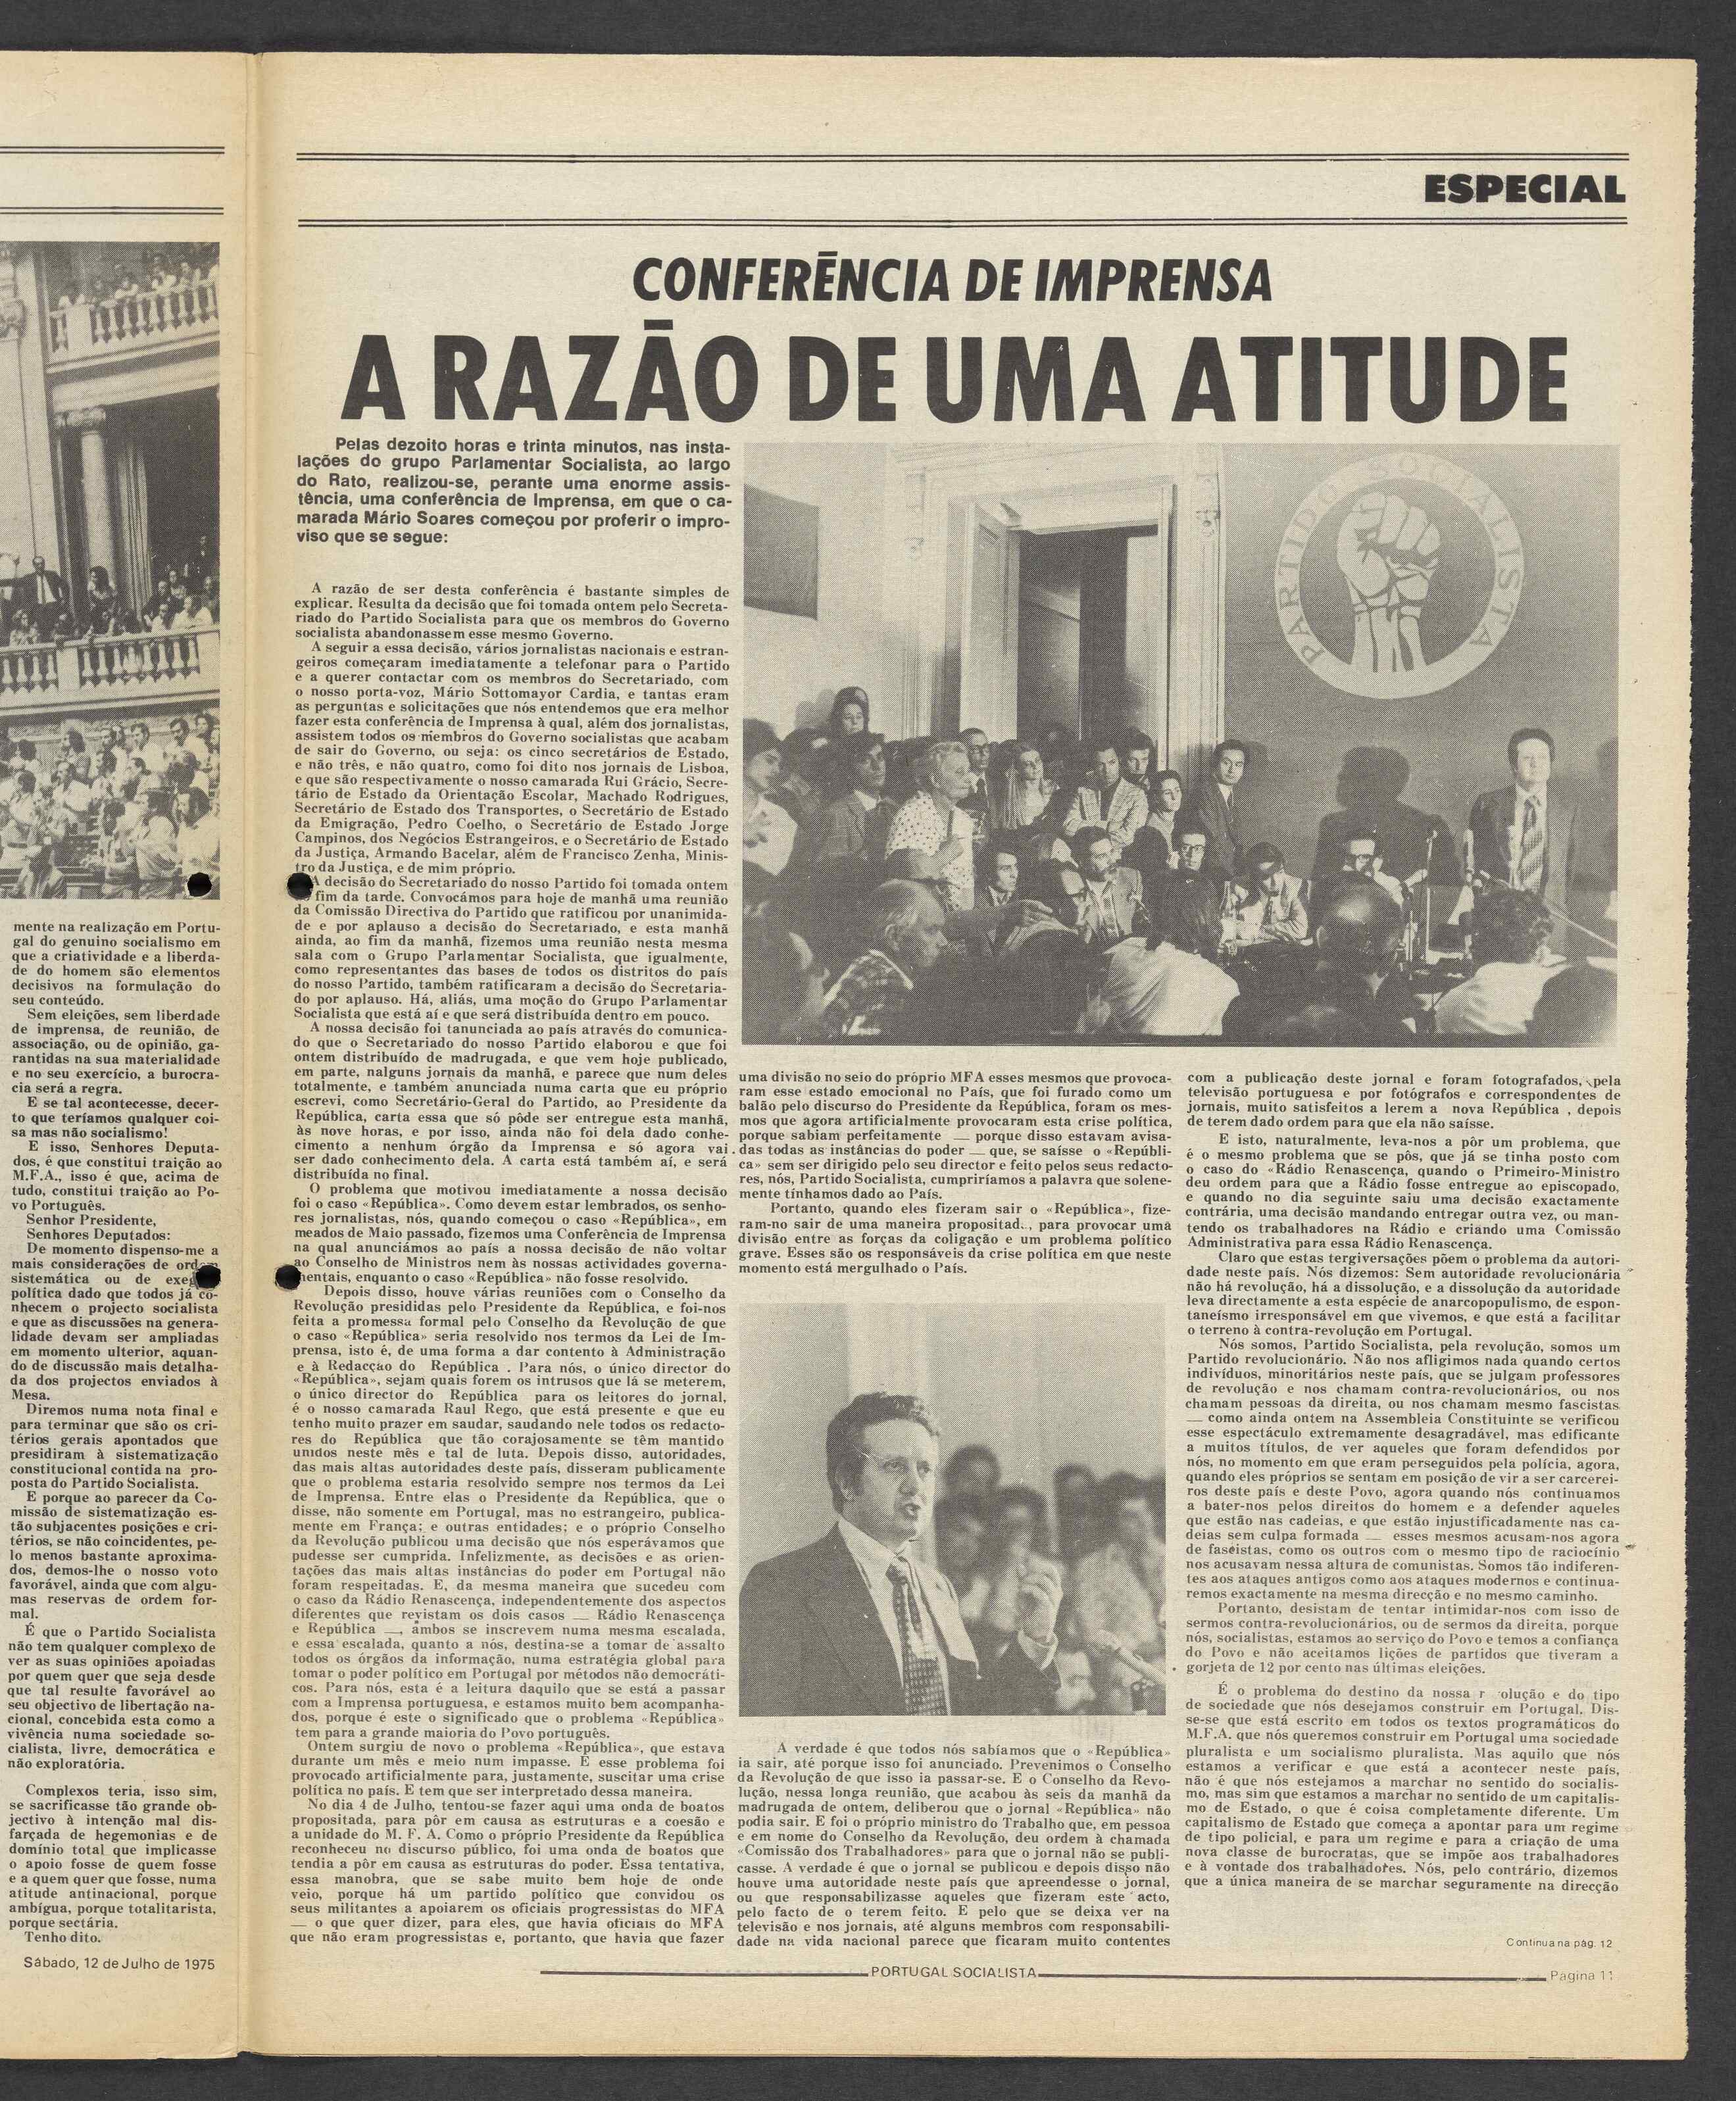 mente na realização em Portu-
gal do genuino socialismo em
que a criatividade e a liberda-
de do homem são elementos
decisivos na formulação do
seu conteúdo.
Sem eleições, sem liberdade
de imprensa, de reunião, de
associação, ou de opinião, ga-
rantidas na sua materialidade
e no seu exercício, a burocra-
cia será a regra.
E se tal acontecesse, decer-
to que teríamos qualquer coi-
sa mas não socialismo!
E isso, Senhores Deputa-
dos, é que constitui traição ao
M.F.A., isso é que, acima de
tudo, constitui traição ao Po-
vo Português.
Senhor Presidente,
Senhores Deputados:
De momento dispenso-me a
mais considerações de
sistemática ou de
política dado que todos já co-
nhecem o projecto socialista
e que as discussões na genera-
lidade devam ser ampliadas
em momento ulterior, aquan-
do de discussão mais detalha-
da dos projectos enviados à
Mesa.
Diremos numa nota final e
para terminar que são os cri-
térios gerais apontados que
presidiram à sistematização
constitucional contida na pro-
posta do Partido Socialista.
E porque ao parecer da Co-
missão de sistematização es-
tão subjacentes posições e cri-
térios, se não coincidentes, pe-
lo menos bastante aproxima-
dos, demos-lhe o nosso voto
favorável, ainda que com algu-
mas reservas de ordem for-
mal.
É que o Partido Socialista
não tem qualquer complexo de
ver as suas opiniões apoiadas
por quem quer que seja desde
que tal resulte favorável ao
seu objectivo de libertação na-
cional, concebida esta como a
vivência numa sociedade so-
cialista, livre, democrática e
não exploratória.
Complexos teria, isso sim,
se sacrificasse tão grande ob-
jectivo à intenção mal dis-
farçada de hegemonias e de
domínio total que implicasse
o apoio fosse de quem fosse
e a quem quer que fosse, numa
atitude antinacional, porque
ambígua, porque totalitarista,
porque sectária.
Tenho dito.
Sábado, 12 de Julho de 1975
ESPECIAL
CONFERÊNCIA DE IMPRENSA
A RAZÃO DE UMA ATITUDE
Pelas dezoito horas e trinta minutos, nas insta-
lações do grupo Parlamentar Socialista, ao largo
do Rato, realizou-se, perante uma enorme assis-
tência, uma conferência de Imprensa, em que o ca-
marada Mário Soares começou por proferir o impro-
viso que se segue:
A razão de ser desta conferência é bastante simples de
explicar. Resulta da decisão que foi tomada ontem pelo Secreta-
riado do Partido Socialista para que os membros do Governo
socialista abandonassem esse mesmo Governo.
A seguir a essa decisão, vários jornalistas nacionais e estran-
geiros começaram imediatamente a telefonar para o Partido
e a querer contactar com os membros do Secretariado, com
o nosso porta-voz, Mário Sottomayor Cardia, e tantas eram
as perguntas e solicitações que nós entendemos que era melhor
fazer esta conferência de Imprensa à qual, além dos jornalistas,
assistem todos os membros do Governo socialistas que acabam
de sair do Governo, ou seja: os cinco secretários de Estado,
e não três, e não quatro, como foi dito nos jornais de Lisboa,
e que são respectivamente o nosso camarada Rui Grácio, Secre-
tário de Estado da Orientação Escolar, Machado Rodrigues,
Secretário de Estado dos Transportes, o Secretário de Estado
da Emigração, Pedro Coelho, o Secretário de Estado Jorge
Campinos, dos Negócios Estrangeiros, e o Secretário de Estado
da Justiça, Armando Bacelar, além de Francisco Zenha, Minis-
tro da Justiça, e de mim próprio.
A decisão do Secretariado do nosso Partido foi tomada ontem
fim da tarde. Convocámos para hoje de manhã uma reunião
da Comissão Directiva do Partido que ratificou por unanimida-
de e por aplauso a decisão do Secretariado, e esta manhã
ainda, ao fim da manhã, fizemos uma reunião nesta mesma
sala com o Grupo Parlamentar Socialista, que igualmente,
como representantes das bases de todos os distritos do país
do nosso Partido, também ratificaram a decisão do Secretaria-
do por aplauso. Há, aliás, uma moção do Grupo Parlamentar
Socialista que está aí e que será distribuída dentro em pouco.
A nossa decisão foi tanunciada ao país através do comunica-
do que o Secretariado do nosso Partido elaborou e que foi
ontem distribuído de madrugada, e que vem hoje publicado,
em parte, nalguns jornais da manhã, e parece que num deles
totalmente, e também anunciada numa carta que eu próprio
escrevi, como Secretário-Geral do Partido, ao Presidente da
República, carta essa que só pôde ser entregue esta manhã,
às nove horas, e por isso, ainda não foi dela dado conhe-
cimento a nenhum órgão da Imprensa e só agora vai
ser dado conhecimento dela. A carta está também aí, e será
distribuída no final.
O problema que motivou imediatamente a nossa decisão
foi o caso «República». Como devem estar lembrados, os senho-
res jornalistas, nós, quando começou o caso «República», em
meados de Maio passado, fizemos uma Conferência de Imprensa
na qual anunciámos ao país a nossa decisão de não voltar
ao Conselho de Ministros nem às nossas actividades governa-
mentais, enquanto o caso «República» não fosse resolvido.
Depois disso, houve várias reuniões com o Conselho da
Revolução presididas pelo Presidente da República, e foi-nos
feita a promessa formal pelo Conselho da Revolução de que
o caso «República» seria resolvido nos termos da Lei de Im-
prensa, isto é, de uma forma a dar contento à Administração
e à Redacção do República . Para nós, o único director do
«República», sejam quais forem os intrusos que lá se meterem,
o único director do República para os leitores do jornal,
é o nosso camarada Raul Rego, que está presente e que eu
tenho muito prazer em saudar, saudando nele todos os redacto-
res do República que tão corajosamente se têm mantido
unidos neste mês e tal de luta. Depois disso, autoridades,
das mais altas autoridades deste país, disseram publicamente
que o problema estaria resolvido sempre nos termos da Lei
de Imprensa. Entre elas o Presidente da República, que o
disse, não somente em Portugal, mas no estrangeiro, publica-
mente em França; e outras entidades; e o próprio Conselho
da Revolução publicou uma decisão que nós esperávamos que
pudesse ser cumprida. Infelizmente, as decisões e as orien-
tações das mais altas instâncias do poder em Portugal não
foram respeitadas. E, da mesma maneira que sucedeu com
o caso da Rádio Renascença, independentemente dos aspectos
diferentes que revistam os dois casos — Rádio Renascença
e República —, ambos se inscrevem numa mesma escalada,
e essa escalada, quanto a nós, destina-se a tomar de assalto
todos os órgãos da informação, numa estratégia global para
tomar o poder político em Portugal por métodos não democráti-
cos. Para nós, esta é a leitura daquilo que se está a passar
com a Imprensa portuguesa, e estamos muito bem acompanha-
dos, porque é este o significado que o problema «República»
tem para a grande maioria do Povo português.
Ontem surgiu de novo o problema «República», que estava
durante um mês e meio num impasse. E esse problema foi
provocado artificialmente para, justamente, suscitar uma crise
política no país. E tem que ser interpretado dessa maneira.
No dia 4 de Julho, tentou-se fazer aqui uma onda de boatos
propositada, para pôr em causa as estruturas e a coesão e
a unidade do M. F. A. Como o próprio Presidente da República
reconheceu no discurso público, foi uma onda de boatos que
tendia a pôr em causa as estruturas do poder. Essa tentativa,
essa manobra, que se sabe muito bem hoje de onde
veio, porque há um partido político que convidou os
seus militantes a apoiarem os oficiais progressistas do MFA
— o que quer dizer, para eles, que havia oficiais do MFA
que não eram progressistas e, portanto, que havia que fazer
PARTIDO SOCIALISTA
uma divisão no seio do próprio MFA esses mesmos que provoca-
ram esse estado emocional no País, que foi furado como um
balão pelo discurso do Presidente da República, foram os mes-
mos que agora artificialmente provocaram esta crise política,
porque sabiam perfeitamente — porque disso estavam avisa-
das todas as instâncias do poder — que, se saísse o «Repúbli-
ca» sem ser dirigido pelo seu director e feito pelos seus redacto-
res, nós, Partido Socialista, cumpriríamos a palavra que solene-
mente tínhamos dado ao País.
Portanto, quando eles fizeram sair o «República», fize-
ram-no sair de uma maneira propositad., para provocar uma
divisão entre as forças da coligação e um problema político
grave. Esses são os responsáveis da crise política em que neste
momento está mergulhado o País.
A verdade é que todos nós sabíamos que o «República»
ia sair, até porque isso foi anunciado. Prevenimos o Conselho
da Revolução de que isso ia passar-se. E o Conselho da Revo-
lução, nessa longa reunião, que acabou às seis da manhã da
madrugada de ontem, deliberou que o jornal «República» não
podia sair. E foi o próprio ministro do Trabalho que, em pessoa
e em nome do Conselho da Revolução, deu ordem à chamada
«Comissão dos Trabalhadores» para que o jornal não se publi-
casse. A verdade é que o jornal se publicou e depois disso não
houve uma autoridade neste país que apreendesse o jornal,
ou que responsabilizasse aqueles que fizeram este acto,
pelo facto de o terem feito. E pelo que se deixa ver na
televisão e nos jornais, até alguns membros com responsabili-
dade na vida nacional parece que ficaram muito contentes
com a publicação deste jornal e foram fotografados, pela
televisão portuguesa e por fotógrafos e correspondentes de
jornais, muito satisfeitos a lerem a nova República , depois
de terem dado ordem para que ela não saísse.
E isto, naturalmente, leva-nos a pôr um problema, que
é o mesmo problema que se pôs, que já se tinha posto com
o caso do «Rádio Renascença, quando o Primeiro-Ministro
deu ordem para que a Rádio fosse entregue ao episcopado,
e quando no dia seguinte saiu uma decisão exactamente
contrária, uma decisão mandando entregar outra vez, ou man-
tendo os trabalhadores na Rádio e criando uma Comissão
Administrativa para essa Rádio Renascença.
Claro que estas tergiversações põem o problema da autori-
dade neste país. Nós dizemos: Sem autoridade revolucionária
não há revolução, há a dissolução, e a dissolução da autoridade
leva directamente a esta espécie de anarcopopulismo, de espon-
taneísmo irresponsável em que vivemos, e que está a facilitar
o terreno à contra-revolução em Portugal.
Nós somos, Partido Socialista, pela revolução, somos um
Partido revolucionário. Não nos afligimos nada quando certos
indivíduos, minoritários neste país, que se julgam professores
de revolução e nos chamam contra-revolucionários, ou nos
chamam pessoas da direita, ou nos chamam mesmo fascistas
— como ainda ontem na Assembleia Constituinte se verificou
esse espectáculo extremamente desagradável, mas edificante
a muitos títulos, de ver aqueles que foram defendidos por
nós, no momento em que eram perseguidos pela polícia, agora,
quando eles próprios se sentam em posição de vir a ser carcerei-
ros deste país e deste Povo, agora quando nós continuamos
a bater-nos pelos direitos do homem e a defender aqueles
que estão nas cadeias, e que estão injustificadamente nas ca-
deias sem culpa formada — esses mesmos acusam-nos agora
de fascistas, como os outros com o mesmo tipo de raciocínio
nos acusavam nessa altura de comunistas. Somos tão indiferen-
tes aos ataques antigos como aos ataques modernos e continua-
remos exactamente na mesma direcção e no mesmo caminho.
Portanto, desistam de tentar intimidar-nos com isso de
sermos contra-revolucionários, ou de sermos da direita, porque
nós, socialistas, estamos ao serviço do Povo e temos a confiança
do Povo e não aceitamos lições de partidos que tiveram a
gorjeta de 12 por cento nas últimas eleições.
É o problema do destino da nossa r olução e do tipo
de sociedade que nós desejamos construir em Portugal. Dis-
se-se que está escrito em todos os textos programáticos do
M.F.A. que nós queremos construir em Portugal uma sociedade
pluralista e um socialismo pluralista. Mas aquilo que nós
estamos a verificar e que está a acontecer neste país,
não é que nós estejamos a marchar no sentido do socialis-
mo, mas sim que estamos a marchar no sentido de um capitalis-
mo de Estado, o que é coisa completamente diferente. Um
capitalismo de Estado que começa a apontar para um regime
de tipo policial, e para um regime e para a criação de uma
nova classe de burocratas, que se impõe aos trabalhadores
e à vontade dos trabalhadores. Nós, pelo contrário, dizemos
que a única maneira de se marchar seguramente na direcção
Continua na pág. 12
PORTUGAL SOCIALISTA
Página 11